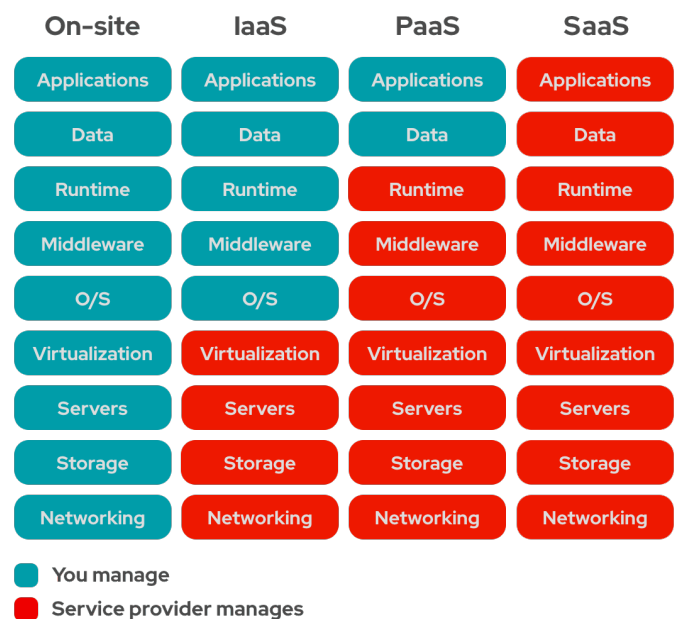 On-site IaaS PaaS SaaS
Applications Applications Applications Applications
Data Data Data Data
Runtime Runtime Runtime Runtime
Middleware Middleware Middleware Middleware
O/S O/S O/S O/S
Virtualization Virtualization Virtualization Virtualization
Servers Servers Servers Servers
Storage Storage Storage Storage
Networking Networking Networking Networking
You manage
Service provider manages